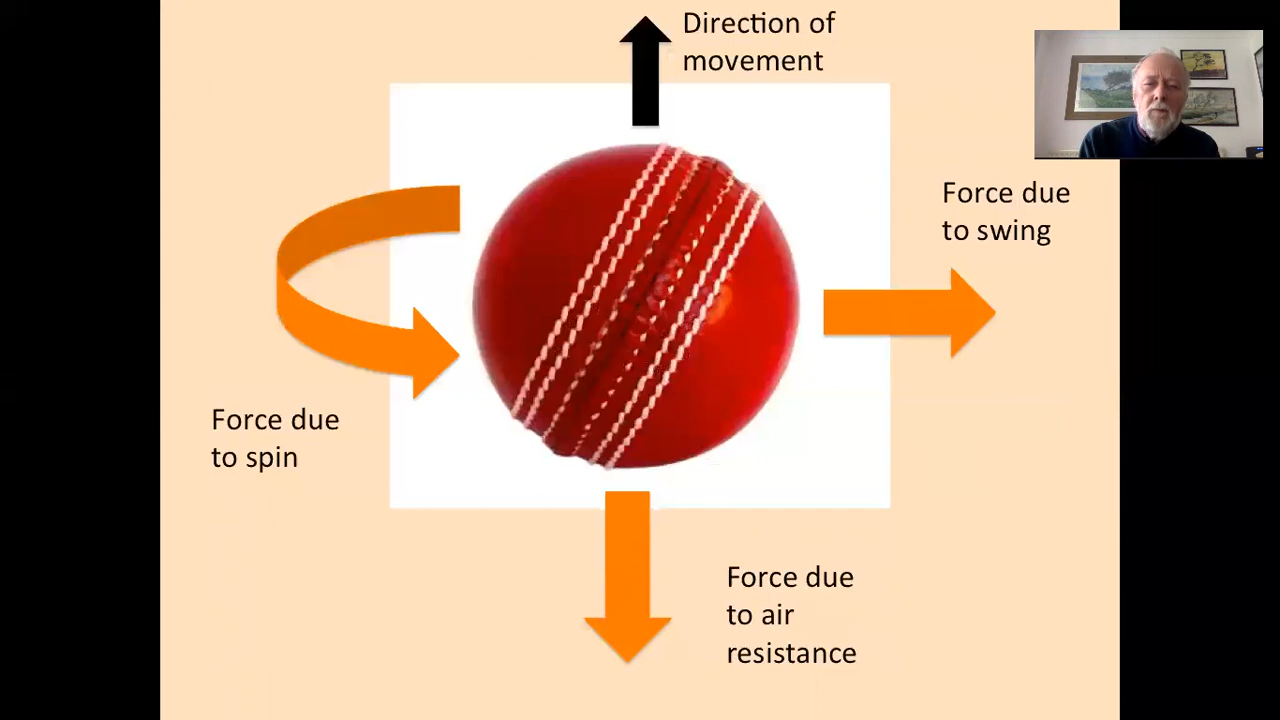 Direction of
movement
Force due
to swing
Force due
to spin
Force due
to air
resistance